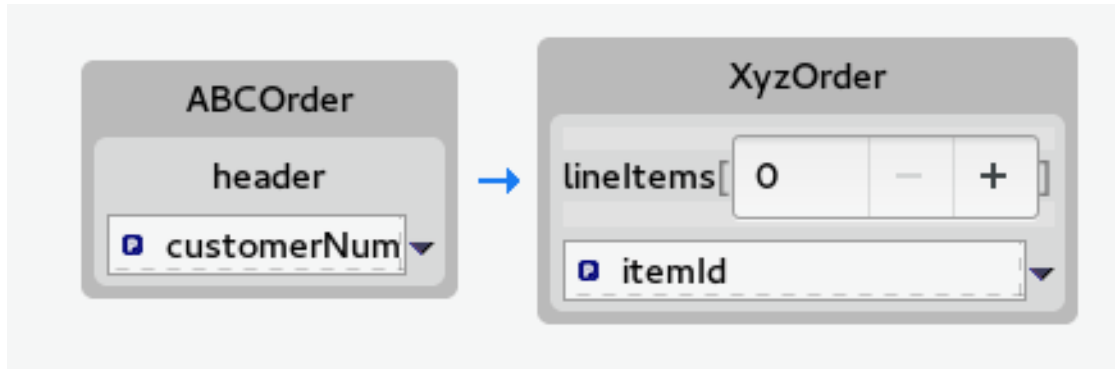 ABCOrder
header
customerNum
XyzOrder
lineItems[ 0 − + ]
itemId